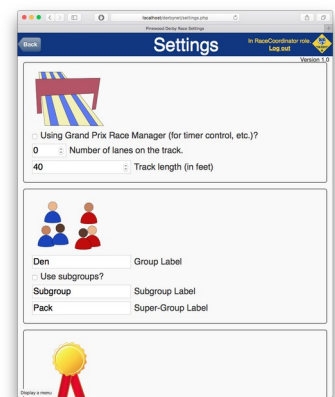 localhost/derbynet/settings.php
Pinewood Derby Race Settings
Back
Settings
In RaceCoordinator role.
Log out
Version 1.0
Using Grand Prix Race Manager (for timer control, etc.)?
0 Number of lanes on the track.
40 Track length (in feet)
Den Group Label
Use subgroups?
Subgroup Subgroup Label
Pack Super-Group Label
Display a menu